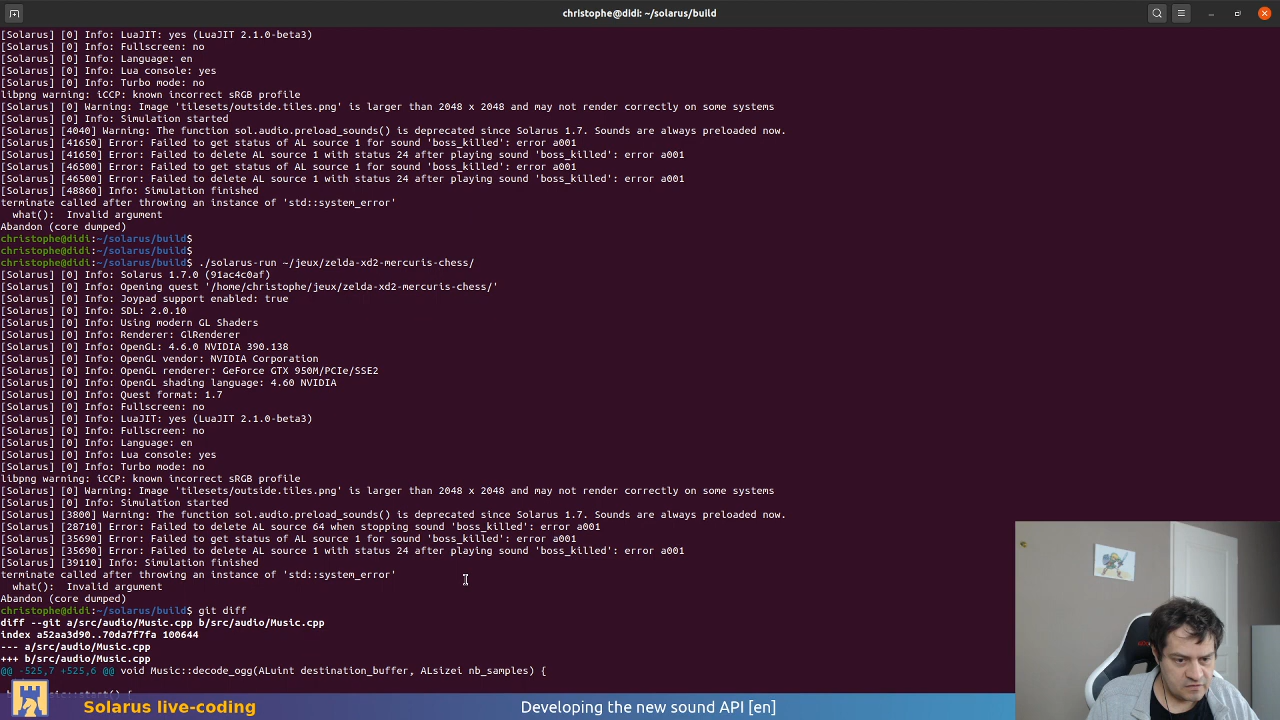 christophe@didi: ~/solarus/build
[Solarus] [0] Info: LuaJIT: yes (LuaJIT 2.1.0-beta3)
[Solarus] [0] Info: Fullscreen: no
[Solarus] [0] Info: Language: en
[Solarus] [0] Info: Lua console: yes
[Solarus] [0] Info: Turbo mode: no
libpng warning: iCCP: known incorrect sRGB profile
[Solarus] [0] Warning: Image 'tilesets/outside.tiles.png' is larger than 2048 x 2048 and may not render correctly on some systems
[Solarus] [0] Info: Simulation started
[Solarus] [4040] Warning: The function sol.audio.preload_sounds() is deprecated since Solarus 1.7. Sounds are always preloaded now.
[Solarus] [41650] Error: Failed to get status of AL source 1 for sound 'boss_killed': error a001
[Solarus] [41650] Error: Failed to delete AL source 1 with status 24 after playing sound 'boss_killed': error a001
[Solarus] [46500] Error: Failed to get status of AL source 1 for sound 'boss_killed': error a001
[Solarus] [46500] Error: Failed to delete AL source 1 with status 24 after playing sound 'boss_killed': error a001
[Solarus] [48860] Info: Simulation finished
terminate called after throwing an instance of 'std::system_error'
  what():  Invalid argument
Abandon (core dumped)
christophe@didi:~/solarus/build$
christophe@didi:~/solarus/build$
christophe@didi:~/solarus/build$ ./solarus-run ~/jeux/zelda-xd2-mercuris-chess/
[Solarus] [0] Info: Solarus 1.7.0 (91ac4c0af)
[Solarus] [0] Info: Opening quest '/home/christophe/jeux/zelda-xd2-mercuris-chess/'
[Solarus] [0] Info: Joypad support enabled: true
[Solarus] [0] Info: SDL: 2.0.10
[Solarus] [0] Info: Using modern GL Shaders
[Solarus] [0] Info: Renderer: GlRenderer
[Solarus] [0] Info: OpenGL: 4.6.0 NVIDIA 390.138
[Solarus] [0] Info: OpenGL vendor: NVIDIA Corporation
[Solarus] [0] Info: OpenGL renderer: GeForce GTX 950M/PCIe/SSE2
[Solarus] [0] Info: OpenGL shading language: 4.60 NVIDIA
[Solarus] [0] Info: Quest format: 1.7
[Solarus] [0] Info: Fullscreen: no
[Solarus] [0] Info: LuaJIT: yes (LuaJIT 2.1.0-beta3)
[Solarus] [0] Info: Language: en
[Solarus] [0] Info: Lua console: yes
[Solarus] [0] Info: Turbo mode: no
libpng warning: iCCP: known incorrect sRGB profile
[Solarus] [0] Warning: Image 'tilesets/outside.tiles.png' is larger than 2048 x 2048 and may not render correctly on some systems
[Solarus] [0] Info: Simulation started
[Solarus] [3800] Warning: The function sol.audio.preload_sounds() is deprecated since Solarus 1.7. Sounds are always preloaded now.
[Solarus] [28710] Error: Failed to delete AL source 64 when stopping sound 'boss_killed': error a001
[Solarus] [35690] Error: Failed to get status of AL source 1 for sound 'boss_killed': error a001
[Solarus] [35690] Error: Failed to delete AL source 1 with status 24 after playing sound 'boss_killed': error a001
[Solarus] [39110] Info: Simulation finished
terminate called after throwing an instance of 'std::system_error'
  what():  Invalid argument
Abandon (core dumped)
christophe@didi:~/solarus/build$ git diff
diff --git a/src/audio/Music.cpp b/src/audio/Music.cpp
index a52aa3d90..70da7f7fa 100644
--- a/src/audio/Music.cpp
+++ b/src/audio/Music.cpp
@@ -525,7 +525,6 @@ void Music::decode_ogg(ALuint destination_buffer, ALsizei nb_samples) {
Solarus live-coding
Developing the new sound API [en]